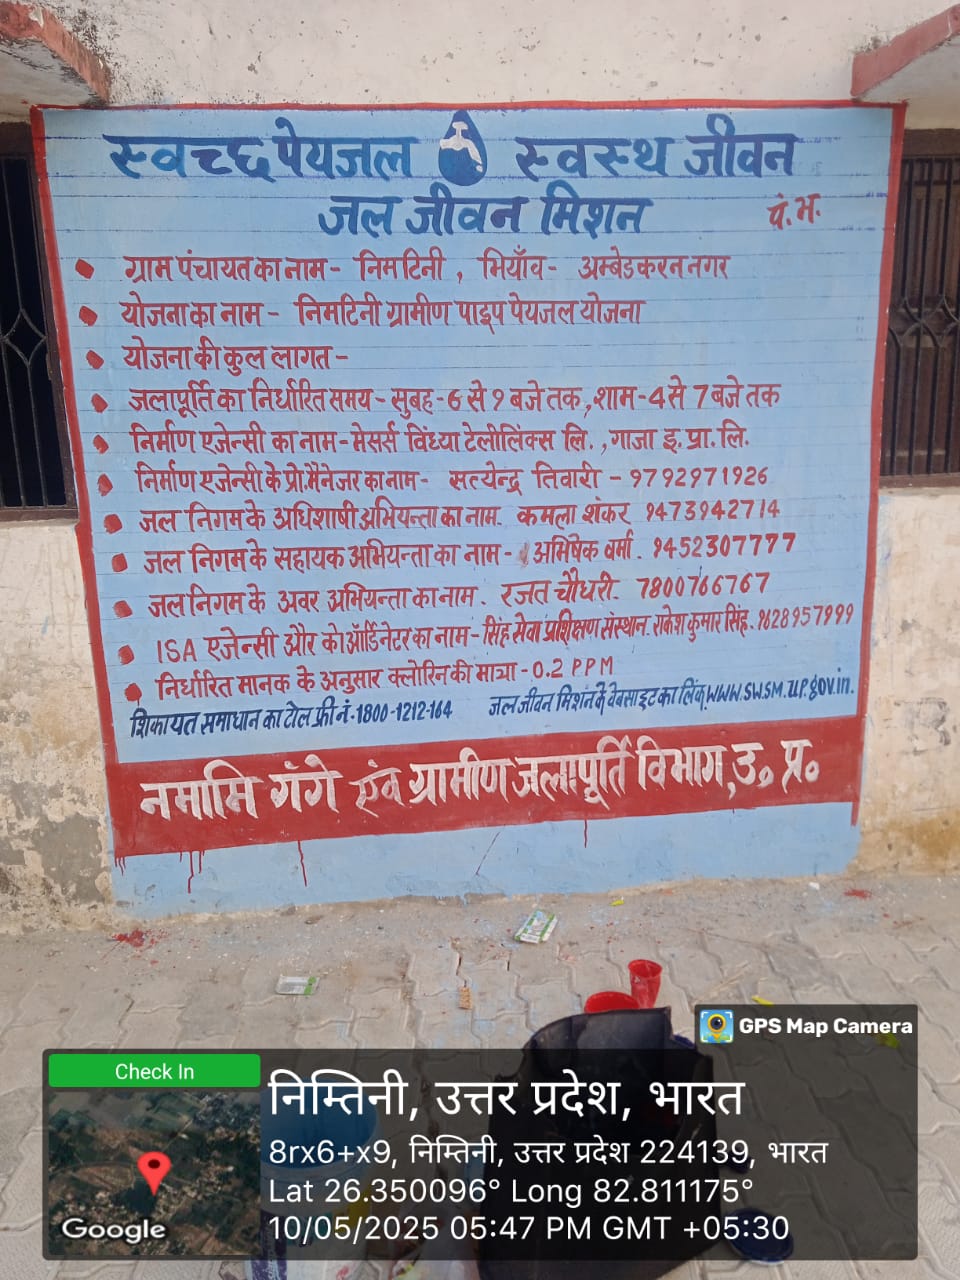 स्वच्छ पेयजल स्वस्थ जीवन
जल जीवन मिशन
पं. भ.
ग्राम पंचायत का नाम - निमटिनी , भियाँव - अम्बेडकरन नगर
योजना का नाम - निमटिनी ग्रामीण पाइप पेयजल योजना
योजना की कुल लागत -
जलापूर्ति का निर्धारित समय - सुबह - 6 से 9 बजे तक , शाम - 4 से 7 बजे तक
निर्माण एजेन्सी का नाम - मेसर्स विंध्या टेलीलिंक्स लि. , गाजा इ. प्रा. लि.
निर्माण एजेन्सी के प्रो. मैनेजर का नाम - सत्येन्द्र तिवारी - 9792971926
जल निगम के अधिशाषी अभियन्ता का नाम. कमला शंकर 9473942714
जल निगम के सहायक अभियन्ता का नाम - अभिषेक वर्मा . 9452307777
जल निगम के अवर अभियन्ता का नाम . रजत चौधरी. 7800766767
ISA एजेन्सी और कोऑर्डिनेटर का नाम - सिंह सेवा प्रशिक्षण संस्थान. राकेश कुमार सिंह. 9628957999
निर्धारित मानक के अनुसार क्लोरिन की मात्रा - 0.2 PPM
शिकायत समाधान का टोल फ्री नं. - 1800-1212-164 जल जीवन मिशन के वेबसाइट का लिंक. www.swsm.up.gov.in.
नमामि गंगे एंव ग्रामीण जलापूर्ति विभाग, उ० प्र०
GPS Map Camera
Check In
निम्तिनी, उत्तर प्रदेश, भारत
8rx6+x9, निम्तिनी, उत्तर प्रदेश 224139, भारत
Lat 26.350096° Long 82.811175°
10/05/2025 05:47 PM GMT +05:30
Google